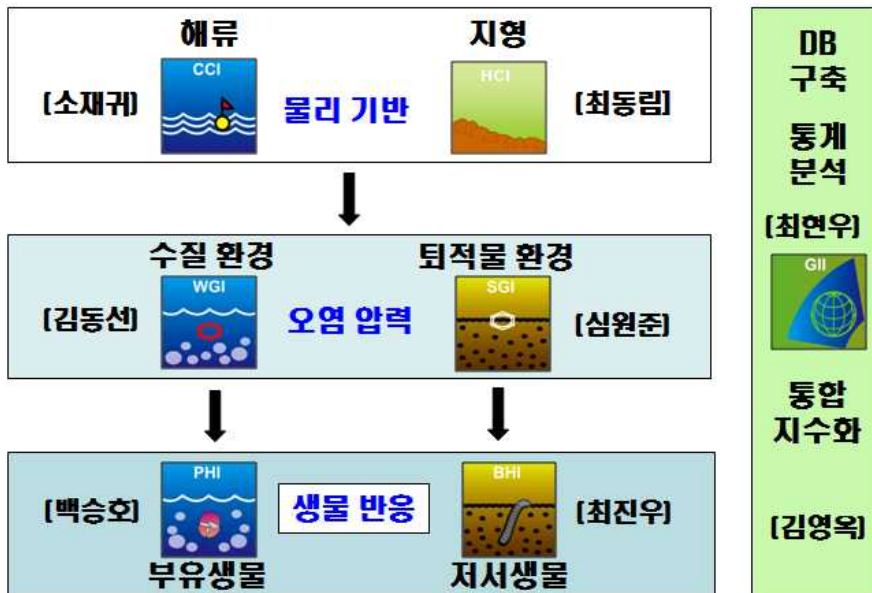 해류 지형
CCI HCI
(소재귀) 물리 기반 (최동림]
수질 환경 퇴적물 환경
WGI SGI
(김동선) 오염 압력 (심원준)
PHI BHI
(백승호) 생물 반응 (최진우)
부유생물 저서생물
DB
구축
통계
분석
(최현우)
GII
통합
지수화
(김영옥)